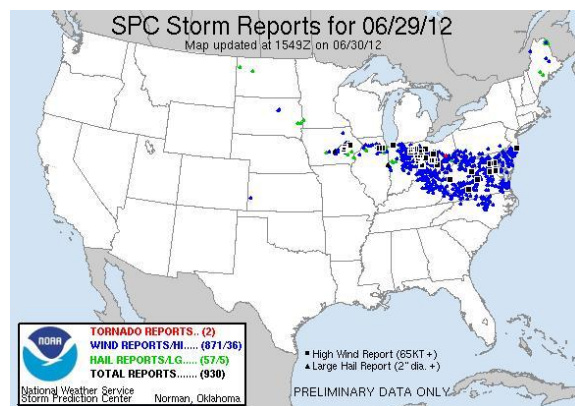 SPC Storm Reports for 06/29/12
Map updated at 1549Z on 06/30/12
NOAA
TORNADO REPORTS.. (2)
WIND REPORTS/HI..... (871/36)
HAIL REPORTS/LG..... (57/5)
TOTAL REPORTS....... (930)
National Weather Service
Storm Prediction Center Norman, Oklahoma
High Wind Report (65KT +)
Large Hail Report (2" dia. +)
PRELIMINARY DATA ONLY